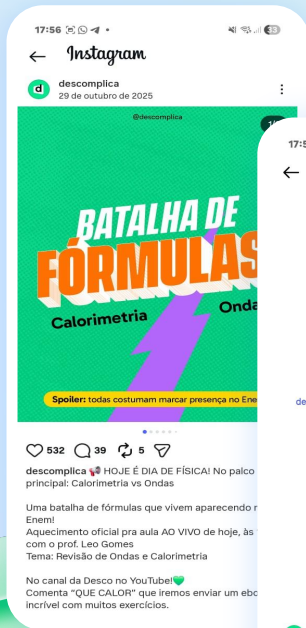 17:56
Instagram
d descomplica
29 de outubro de 2025
@descomplica
BATALHA DE
FÓRMULAS
Calorimetria
Spoiler: todas costumam marcar presença no
532 39 5
descomplica 📢 HOJE É DIA DE FÍSICA! No palco
principal: Calorimetria vs Ondas
Uma batalha de fórmulas que vivem aparecendo
Enem!
Aquecimento oficial pra aula AO VIVO de hoje, às
com o prof. Leo Gomes
Tema: Revisão de Ondas e Calorimetria
No canal da Desco no YouTube!💚
Comenta “QUE CALOR” que iremos enviar um
incrível com muitos exercícios.